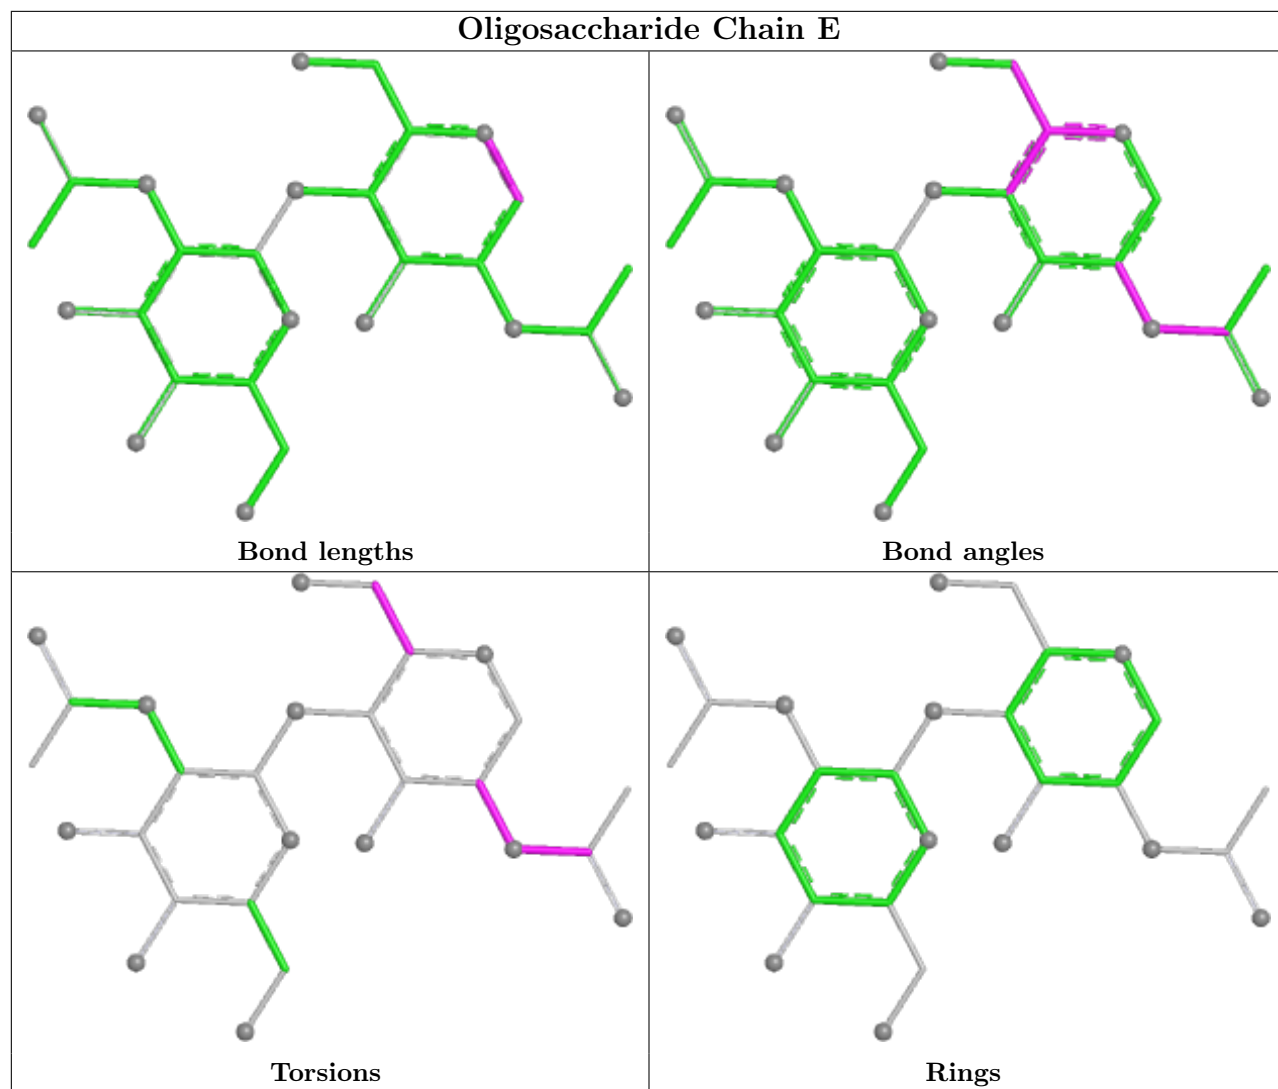 Oligosaccharide Chain E
Bond lengths
Bond angles
Torsions
Rings